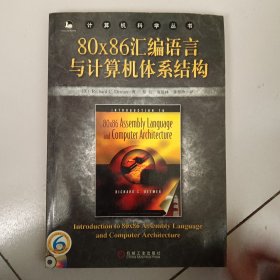 计算机科学丛书
80x86汇编语言
与计算机体系结构
INTRODUCTION TO
80x86
Assembly Language
and
Computer Architecture
RICHARD C. DETMER
Introduction to 80x86 Assembly Language
and Computer Architecture
机械工业出版社